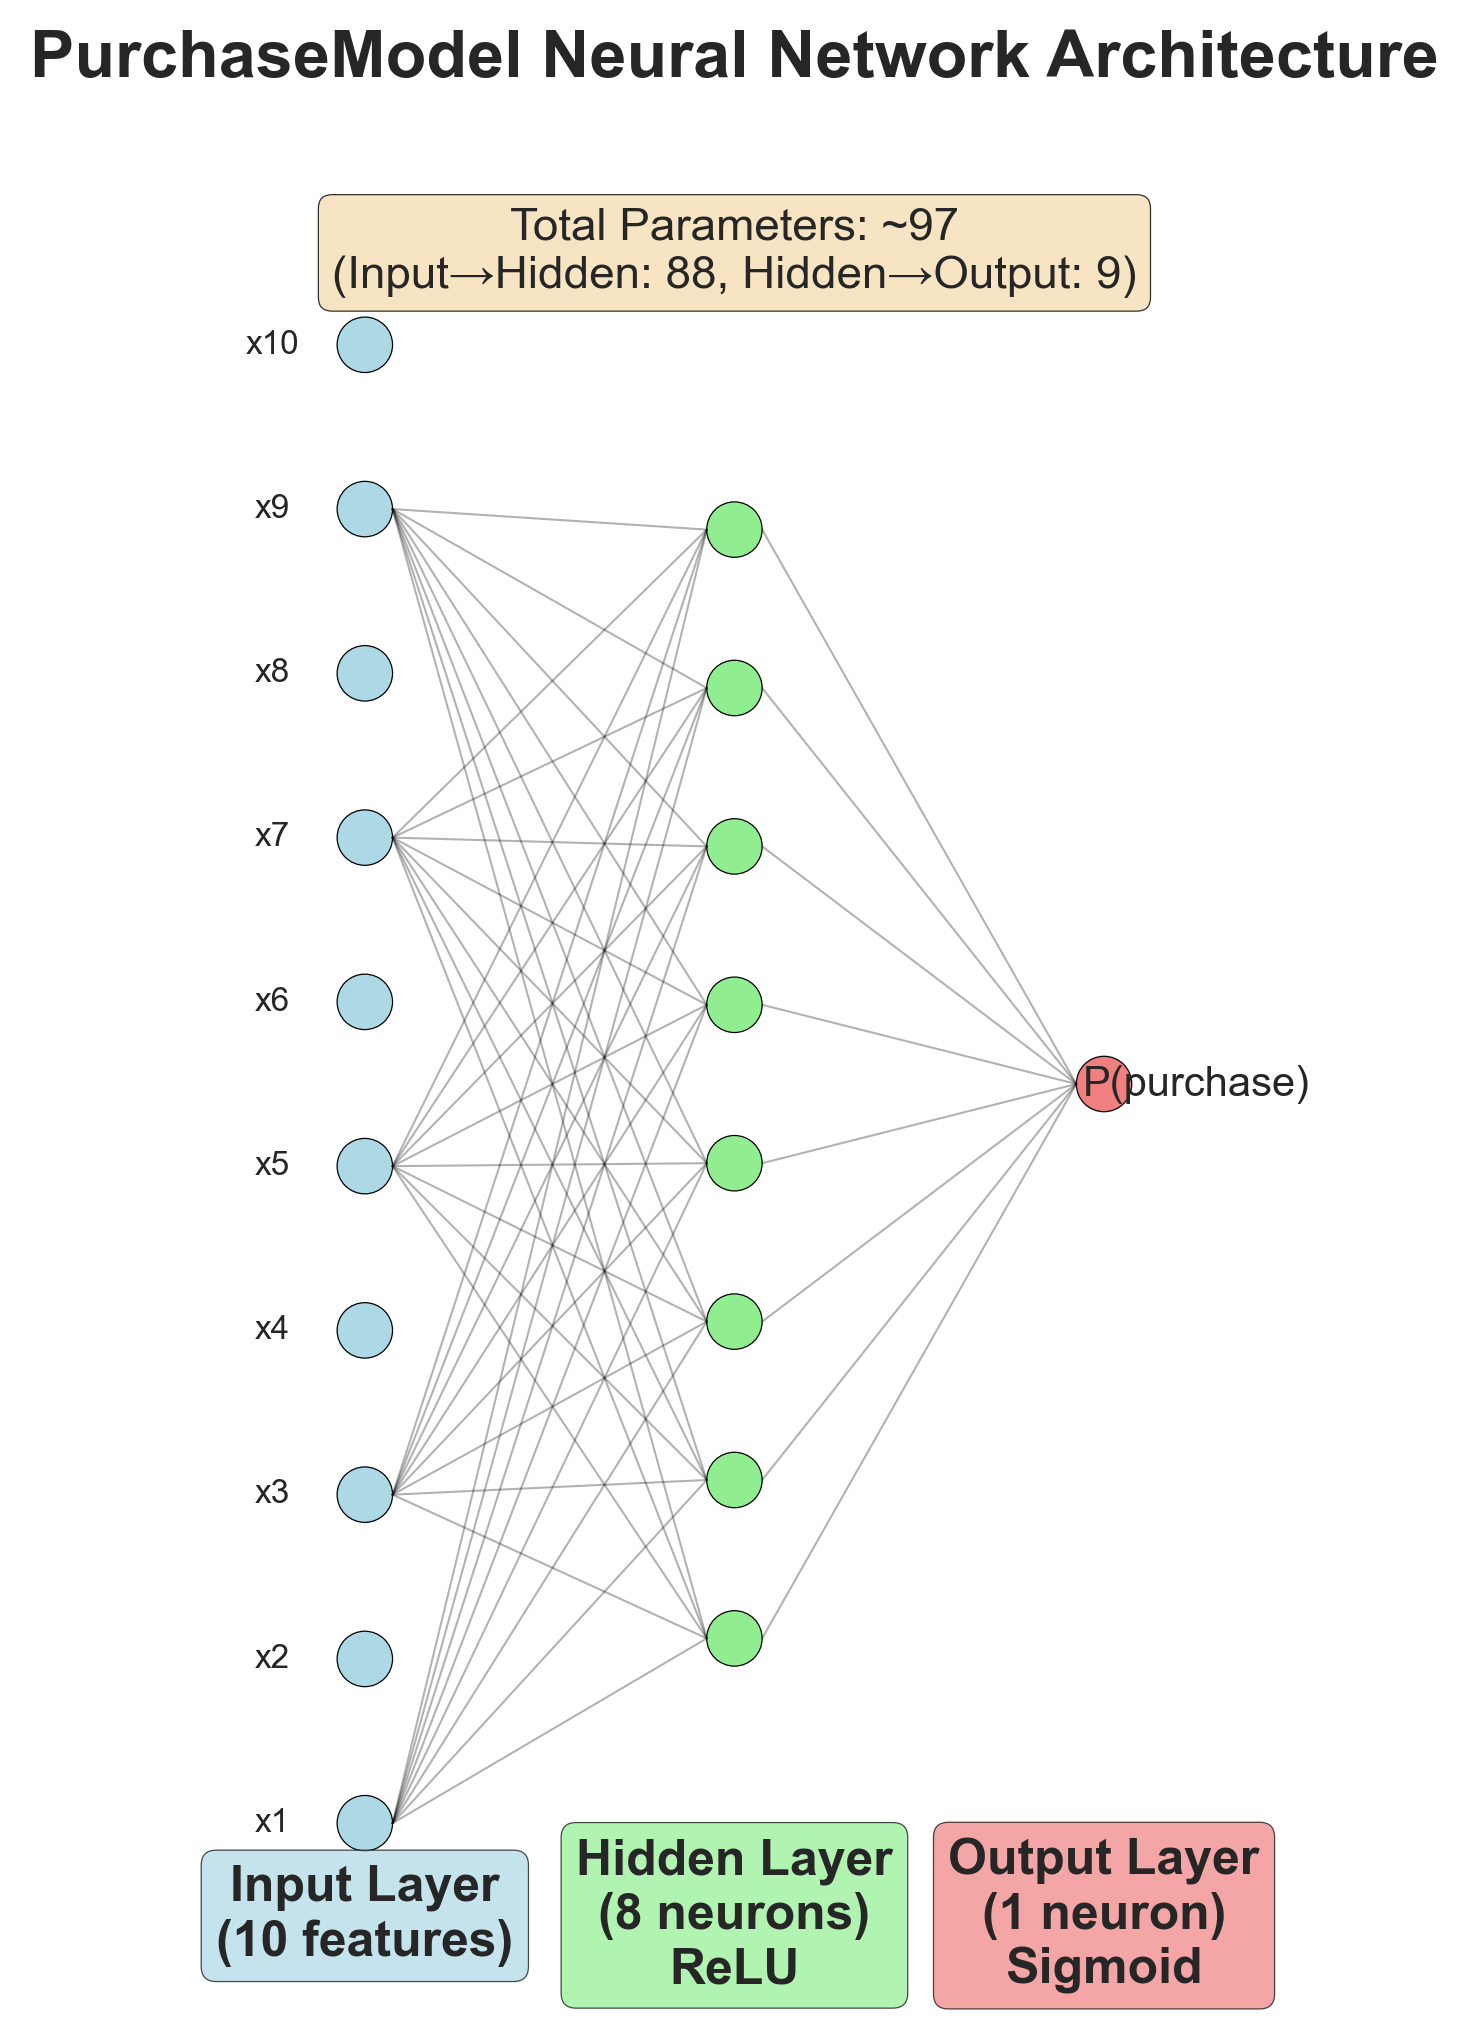 PurchaseModel Neural Network Architecture
Total Parameters: ~97
(Input→Hidden: 88, Hidden→Output: 9)
x10
x9
x8
x7
x6
P(purchase)
x5
x4
x3
x2
x1
Input Layer
(10 features)
Hidden Layer
(8 neurons)
ReLU
Output Layer
(1 neuron)
Sigmoid